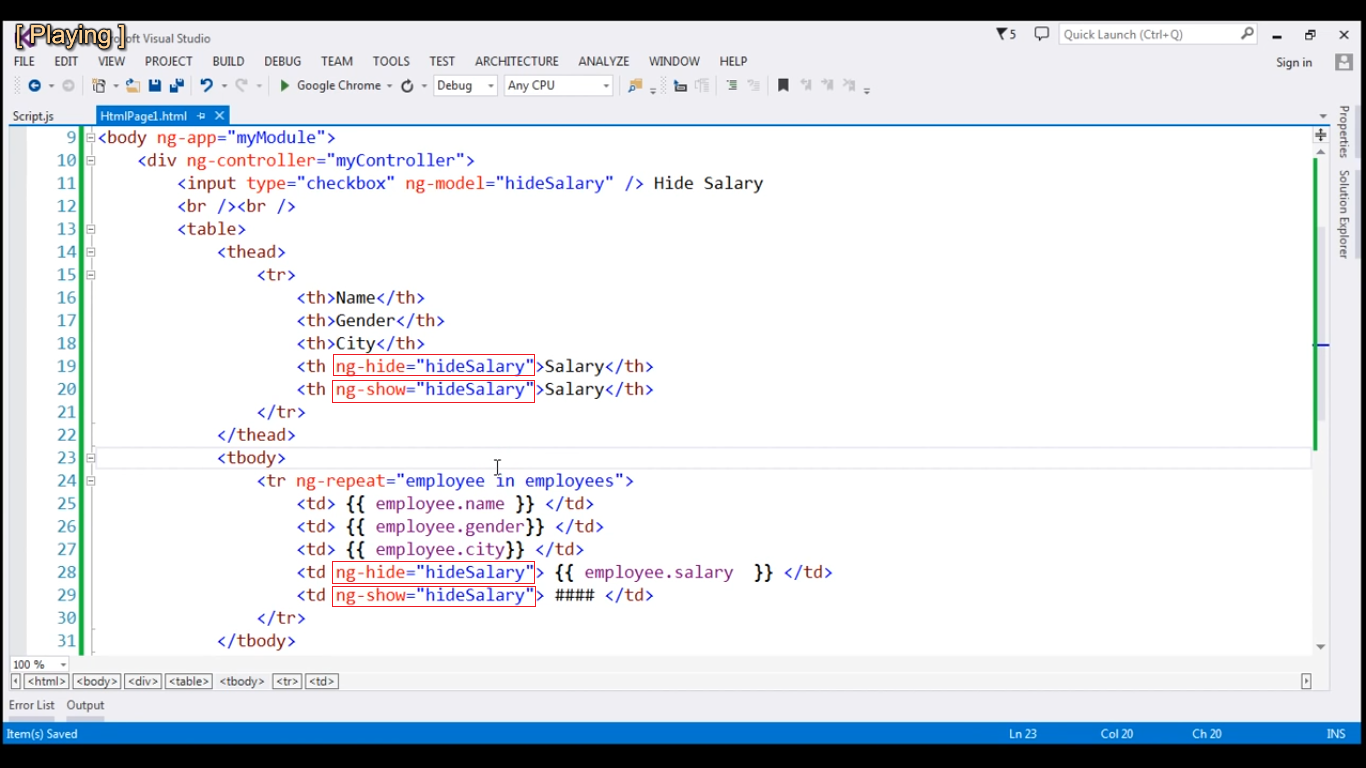 [ Playing ]
osoft Visual Studio
5
Quick Launch (Ctrl+Q)
FILE EDIT VIEW PROJECT BUILD DEBUG TEAM TOOLS TEST ARCHITECTURE ANALYZE WINDOW HELP
Sign in
Google Chrome Debug Any CPU
Script.js HtmlPage1.html
9 <body ng-app="myModule">
10 <div ng-controller="myController">
11 <input type="checkbox" ng-model="hideSalary" /> Hide Salary
12 <br /><br />
13 <table>
14 <thead>
15 <tr>
16 <th>Name</th>
17 <th>Gender</th>
18 <th>City</th>
19 <th ng-hide="hideSalary">Salary</th>
20 <th ng-show="hideSalary">Salary</th>
21 </tr>
22 </thead>
23 <tbody>
24 <tr ng-repeat="employee in employees">
25 <td> {{ employee.name }} </td>
26 <td> {{ employee.gender}} </td>
27 <td> {{ employee.city}} </td>
28 <td ng-hide="hideSalary"> {{ employee.salary  }} </td>
29 <td ng-show="hideSalary"> #### </td>
30 </tr>
31 </tbody>
Properties
Solution Explorer
100 %
<html> <body> <div> <table> <tbody> <tr> <td>
Error List Output
Item(s) Saved Ln 23 Col 20 Ch 20 INS